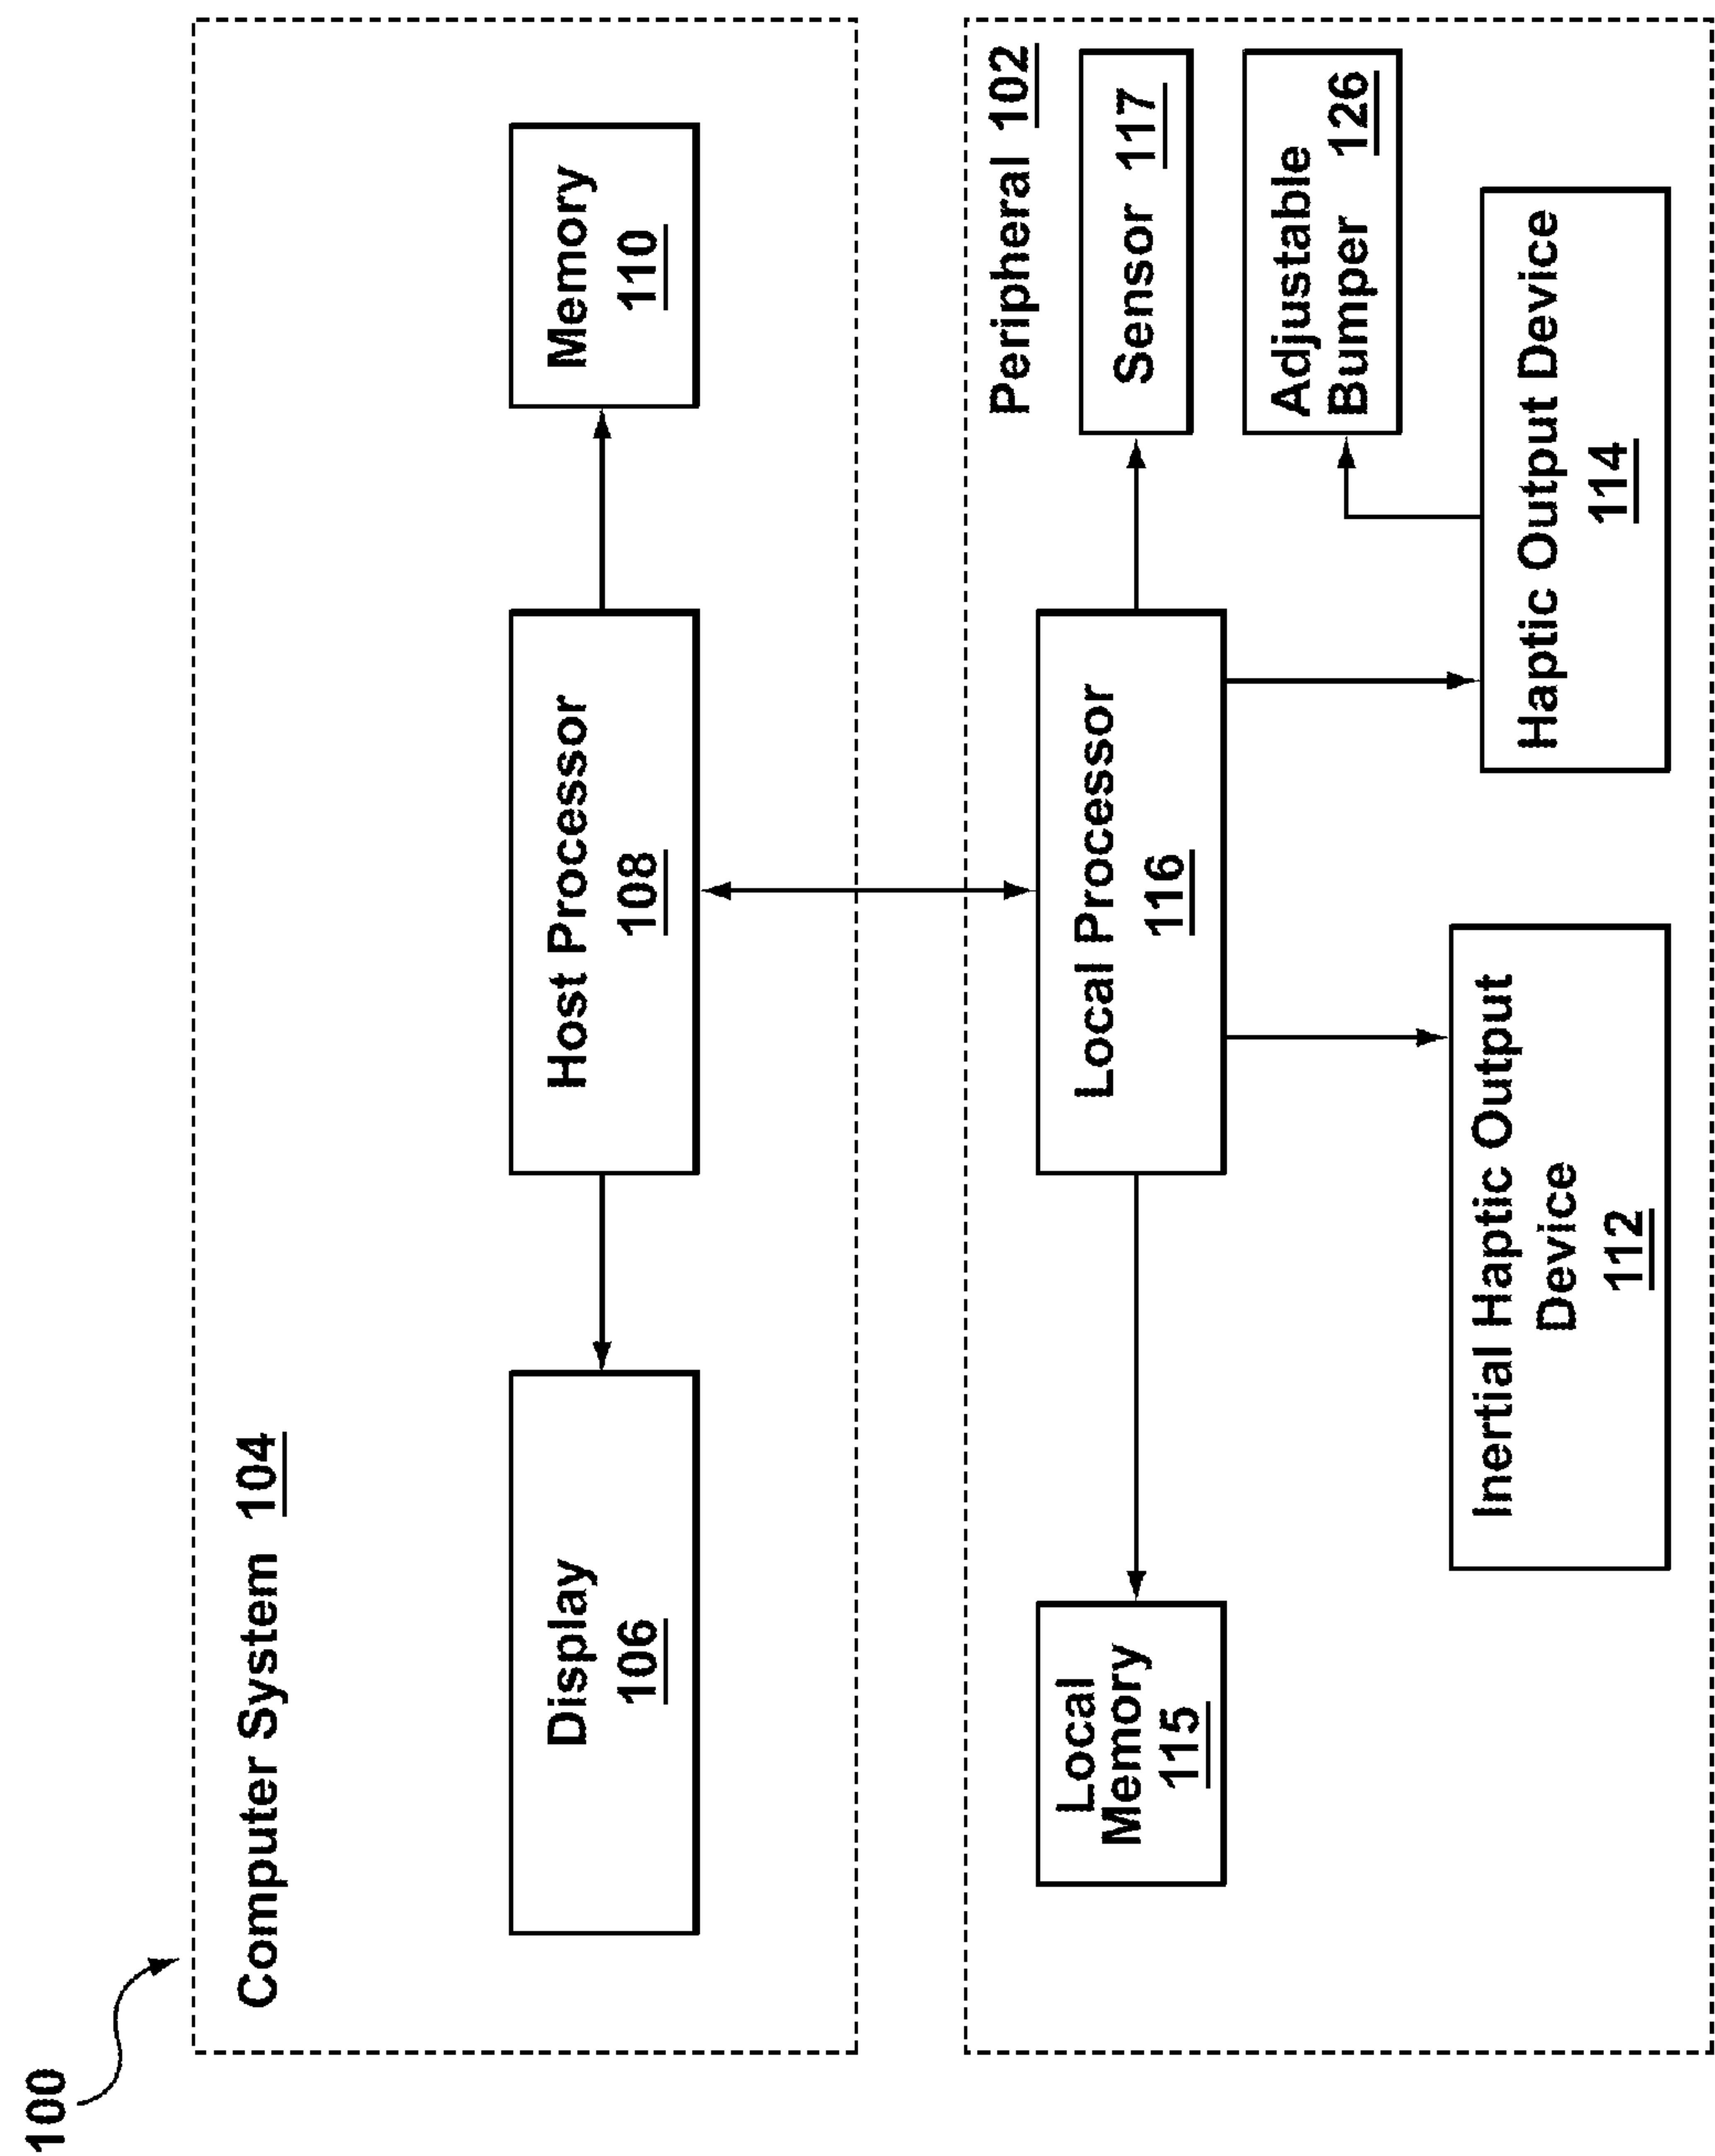 100
Computer System 104
Display
106
Host Processor
108
Memory
110
Peripheral 102
Local
Memory
115
Local Processor
116
Sensor 117
Adjustable
Bumper 126
Inertial Haptic Output
Device
112
Haptic Output Device
114